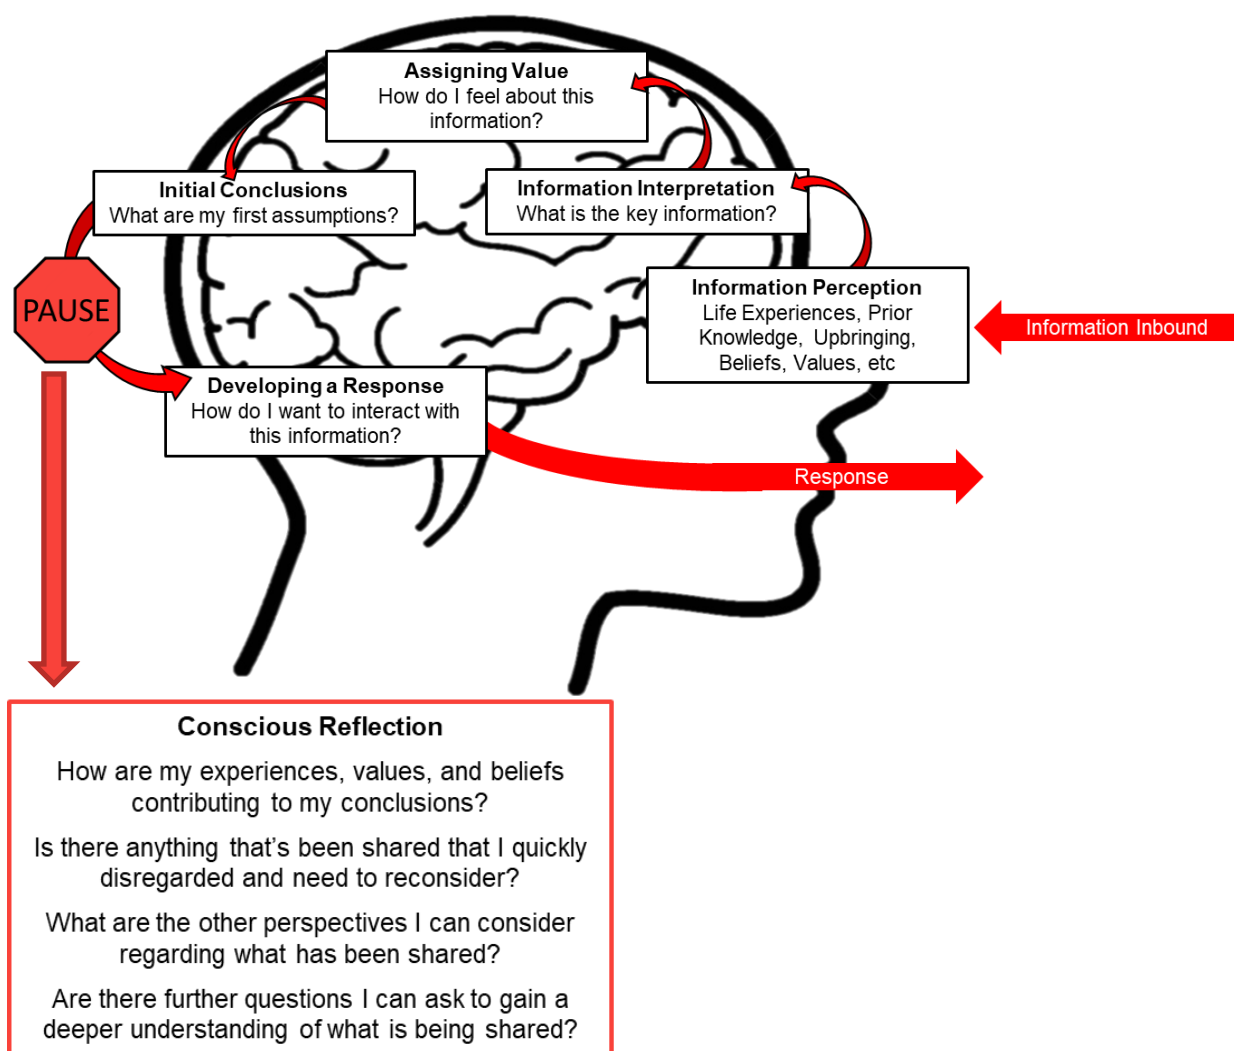 Assigning Value
How do I feel about this
information?
Initial Conclusions
What are my first assumptions?
Information Interpretation
What is the key information?
PAUSE
Information Perception
Life Experiences, Prior
Knowledge, Upbringing,
Beliefs, Values, etc
Information Inbound
Developing a Response
How do I want to interact with
this information?
Response
Conscious Reflection
How are my experiences, values, and beliefs
contributing to my conclusions?
Is there anything that's been shared that I quickly
disregarded and need to reconsider?
What are the other perspectives I can consider
regarding what has been shared?
Are there further questions I can ask to gain a
deeper understanding of what is being shared?